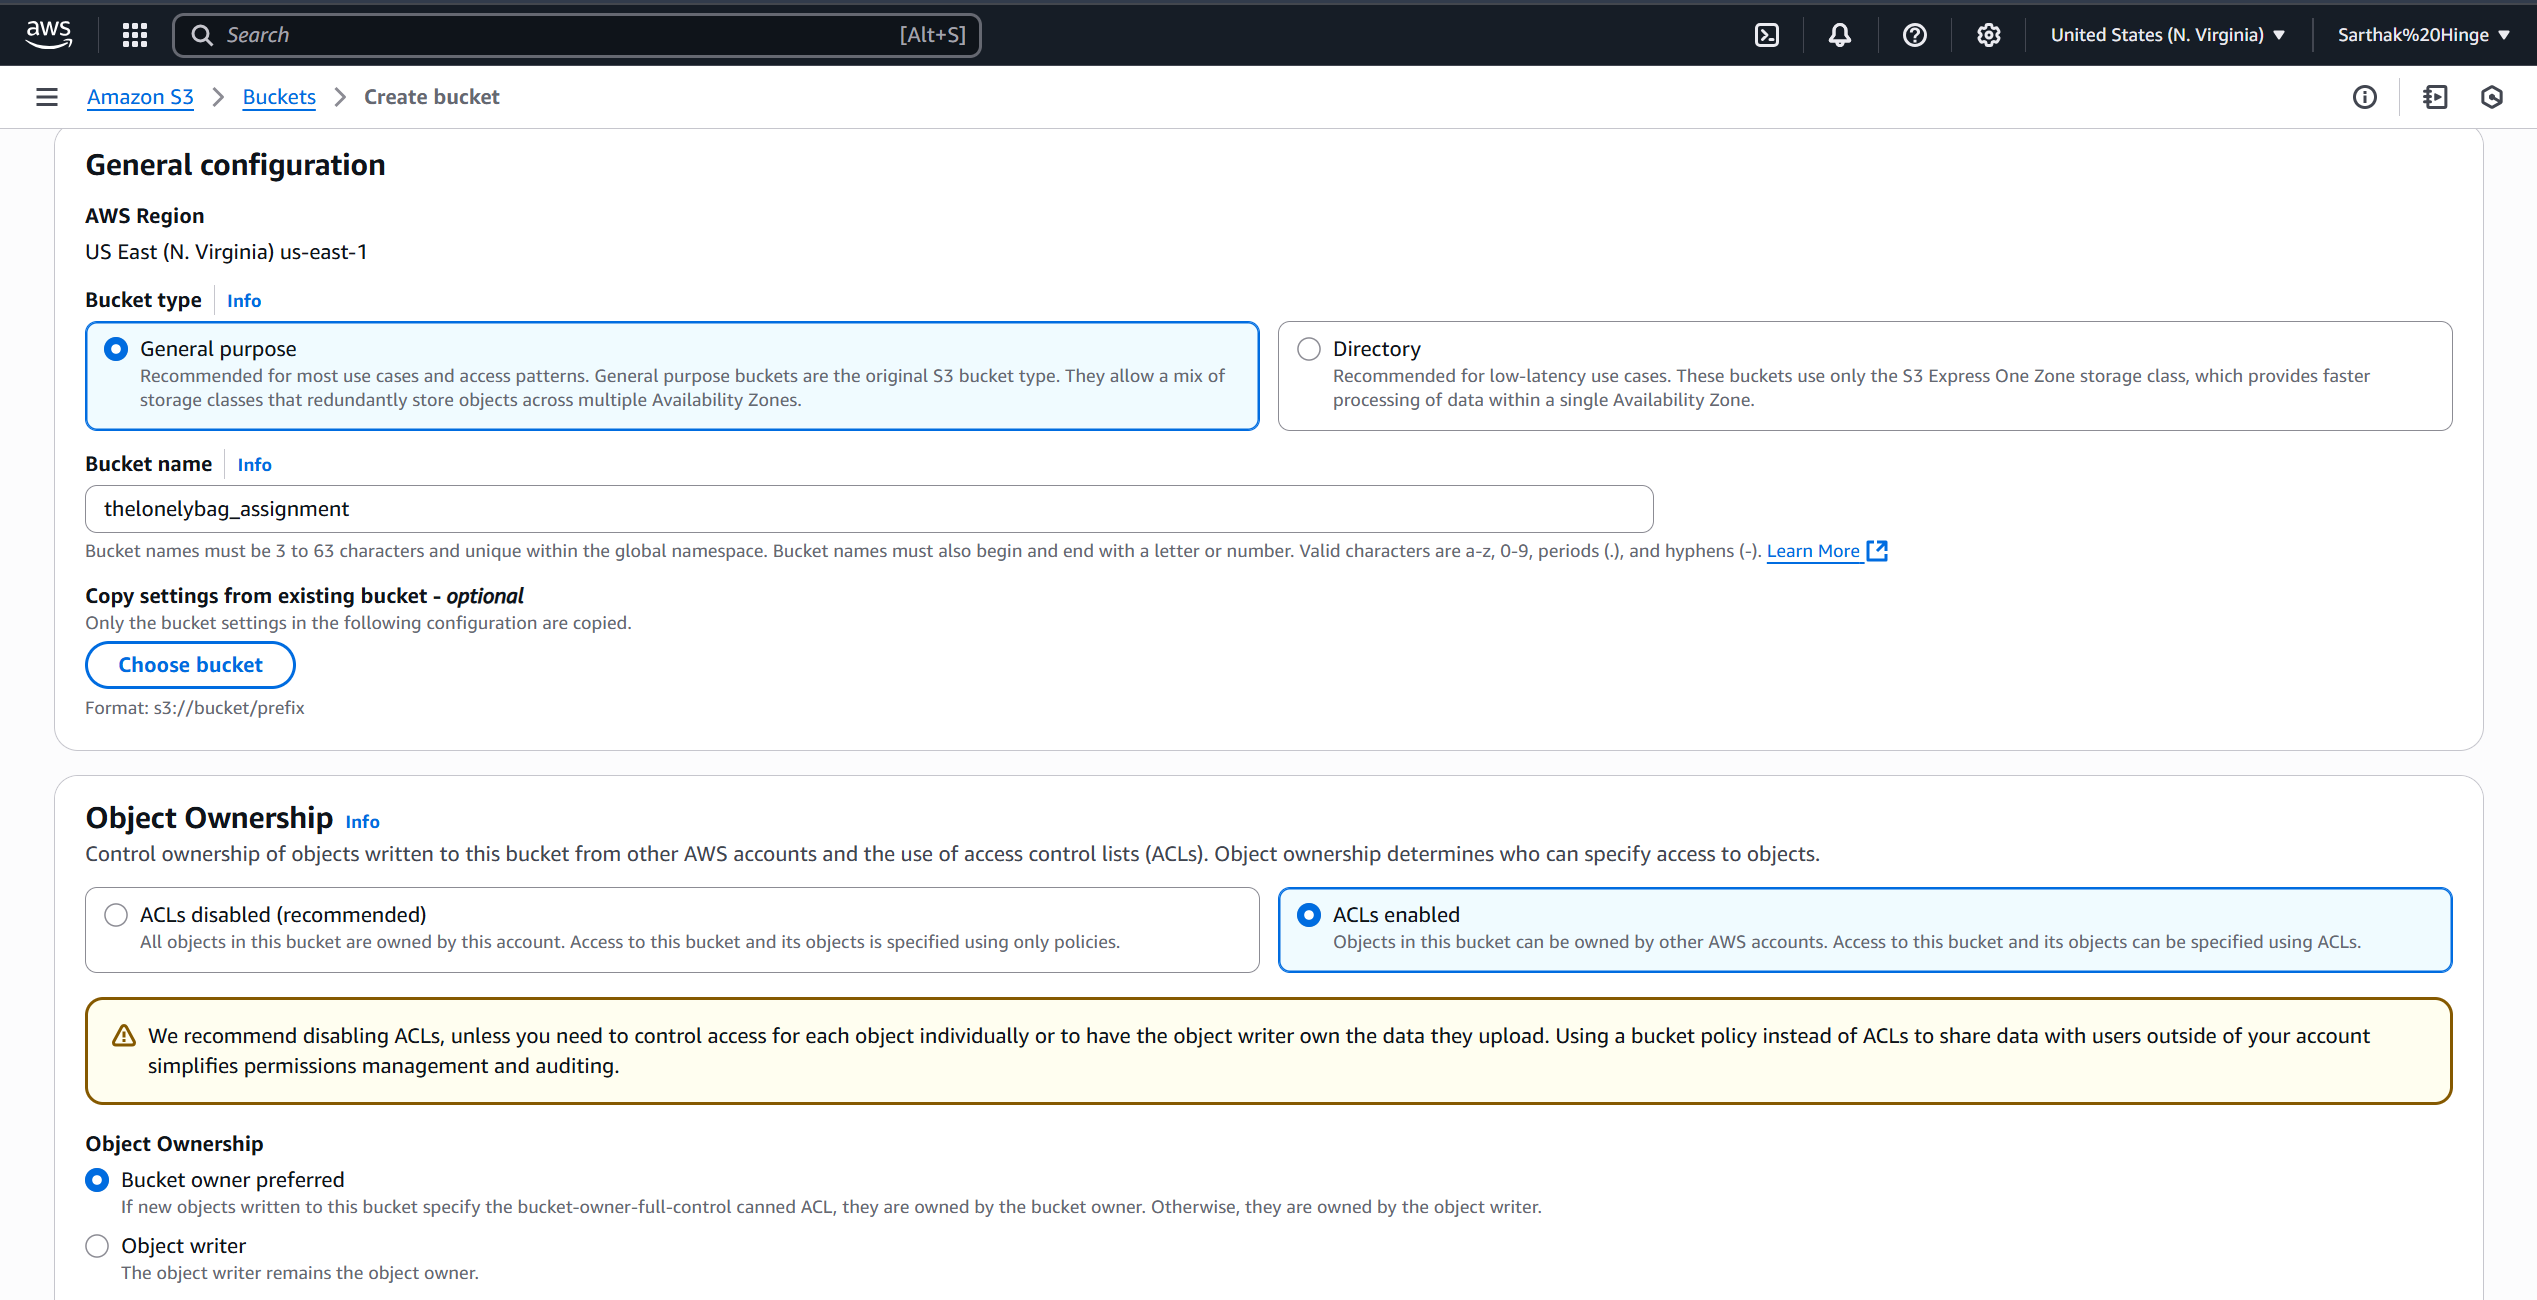 aws
Search [Alt+S]
United States (N. Virginia)
Sarthak%20Hinge
Amazon S3 > Buckets > Create bucket
General configuration
AWS Region
US East (N. Virginia) us-east-1
Bucket type Info
General purpose
Recommended for most use cases and access patterns. General purpose buckets are the original S3 bucket type. They allow a mix of
storage classes that redundantly store objects across multiple Availability Zones.
Directory
Recommended for low-latency use cases. These buckets use only the S3 Express One Zone storage class, which provides faster
processing of data within a single Availability Zone.
Bucket name Info
thelonelybag_assignment
Bucket names must be 3 to 63 characters and unique within the global namespace. Bucket names must also begin and end with a letter or number. Valid characters are a-z, 0-9, periods (.), and hyphens (-). Learn More
Copy settings from existing bucket - optional
Only the bucket settings in the following configuration are copied.
Choose bucket
Format: s3://bucket/prefix
Object Ownership Info
Control ownership of objects written to this bucket from other AWS accounts and the use of access control lists (ACLs). Object ownership determines who can specify access to objects.
ACLs disabled (recommended)
All objects in this bucket are owned by this account. Access to this bucket and its objects is specified using only policies.
ACLs enabled
Objects in this bucket can be owned by other AWS accounts. Access to this bucket and its objects can be specified using ACLs.
We recommend disabling ACLs, unless you need to control access for each object individually or to have the object writer own the data they upload. Using a bucket policy instead of ACLs to share data with users outside of your account
simplifies permissions management and auditing.
Object Ownership
Bucket owner preferred
If new objects written to this bucket specify the bucket-owner-full-control canned ACL, they are owned by the bucket owner. Otherwise, they are owned by the object writer.
Object writer
The object writer remains the object owner.